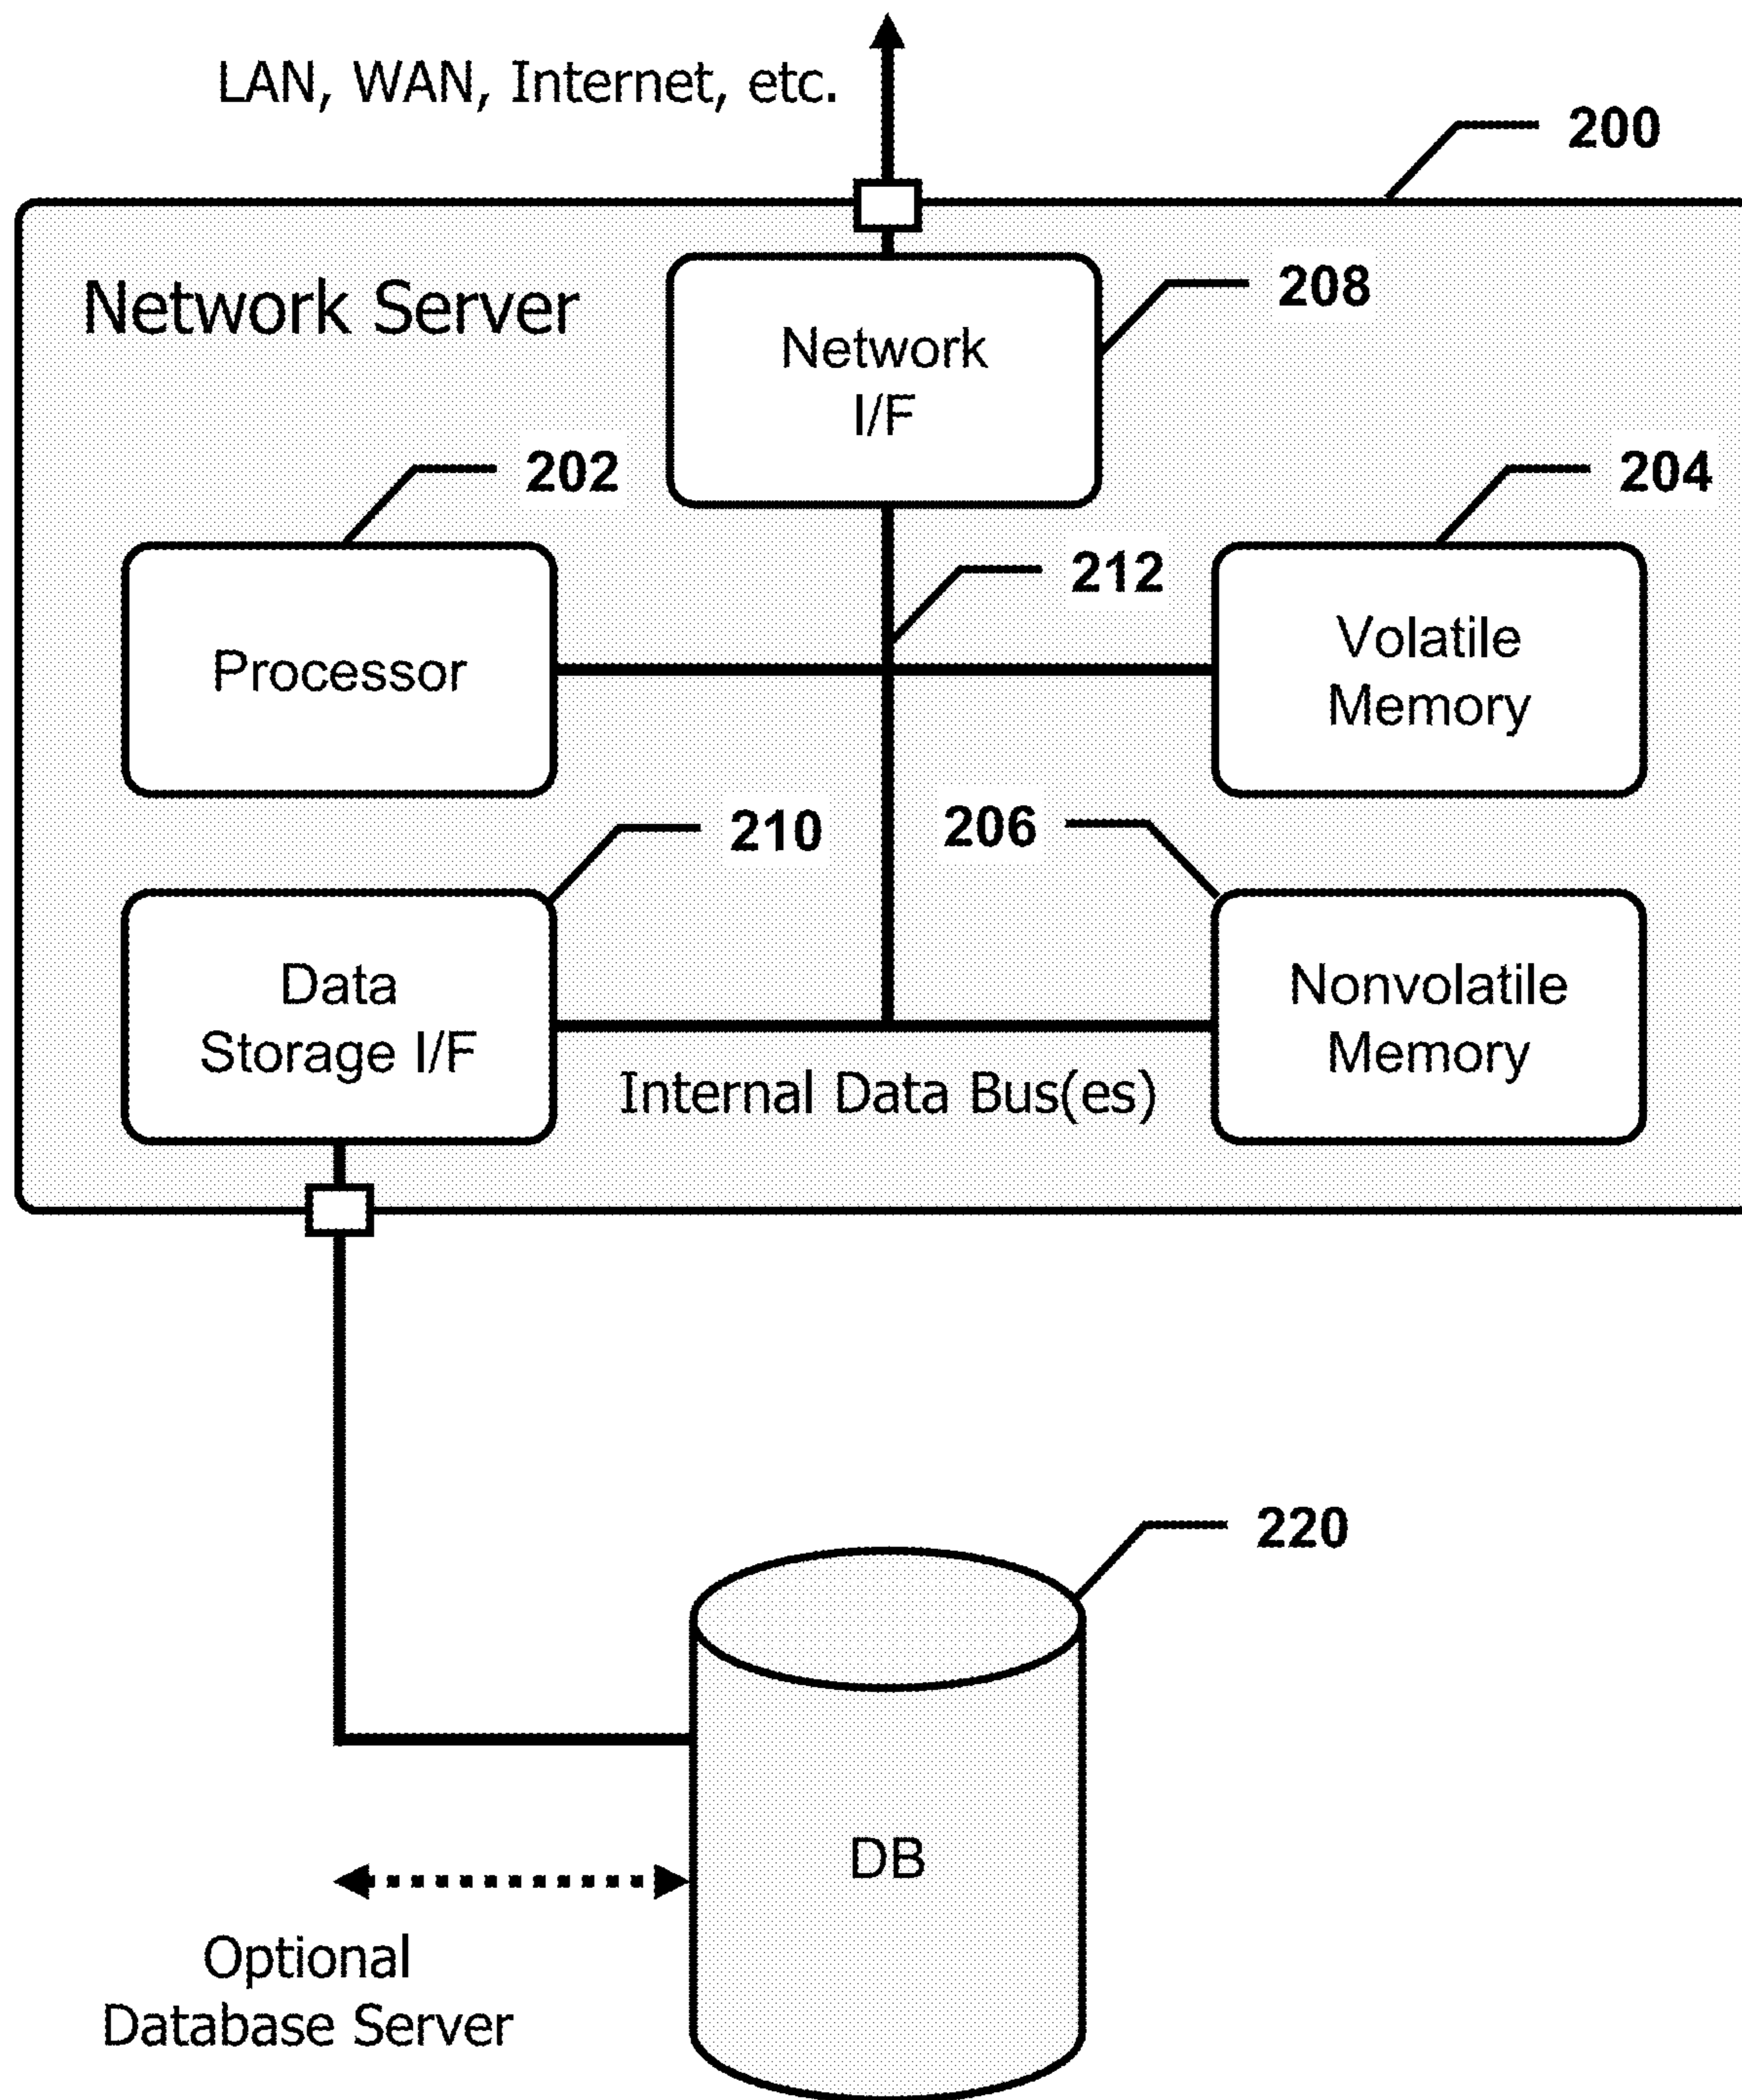 LAN, WAN, Internet, etc.
200
Network Server
208
Network
I/F
202
204
212
Processor
Volatile
Memory
210
206
Data
Storage I/F
Nonvolatile
Memory
Internal Data Bus(es)
220
DB
Optional
Database Server